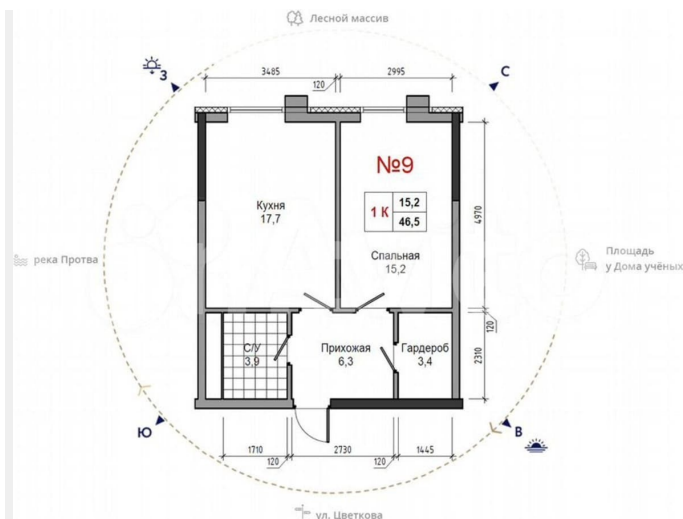 Лесной массив
3485
120
2995
З
С
№9
1 К
15,2
46,5
Кухня
17,7
Спальная
15,2
4970
река Протва
Площадь
у Дома учёных
С/У
3,9
Прихожая
6,3
Гардероб
3,4
120
2310
Ю
В
1710
2730
1445
120
120
ул. Цветкова